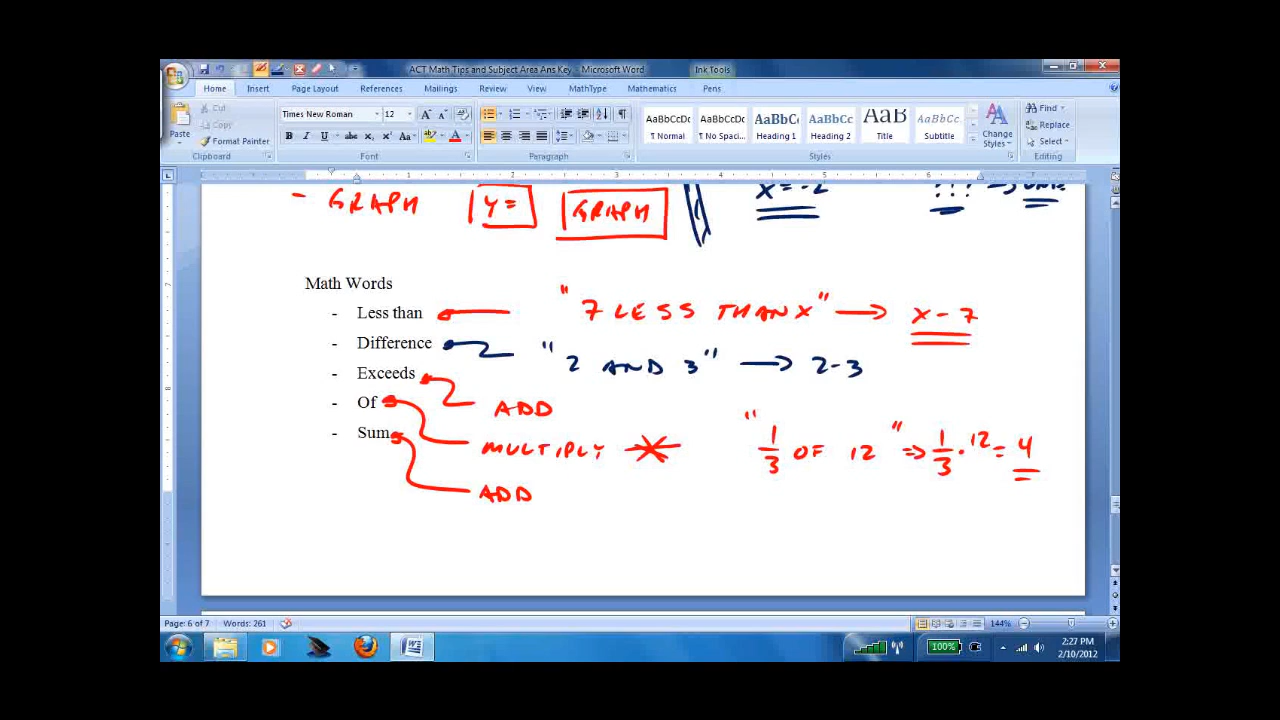 ACT Math Tips and Subject Area Ans Key - Microsoft Word
Ink Tools
Home Insert Page Layout References Mailings Review View MathType Mathematics Pens
Paste
Cut
Copy
Format Painter
Clipboard
Times New Roman 12
Font
Paragraph
AaBbCcDc AaBbCcDc AaBbCc AaBbCc AaB AaBbCc.
¶ Normal ¶ No Spaci... Heading 1 Heading 2 Title Subtitle
Change Styles
Styles
Find
Replace
Select
Editing
- GRAPH Y= GRAPH X = -2 ???
Math Words
- Less than "7 LESS THAN X" → X - 7
- Difference "2 AND 3" → 2-3
- Exceeds
ADD
- Of
MULTIPLY "1/3 OF 12" ⇒ 1/3 · 12 = 4
- Sum
ADD
Page: 6 of 7 Words: 261
144%
100%
2:27 PM
2/10/2012